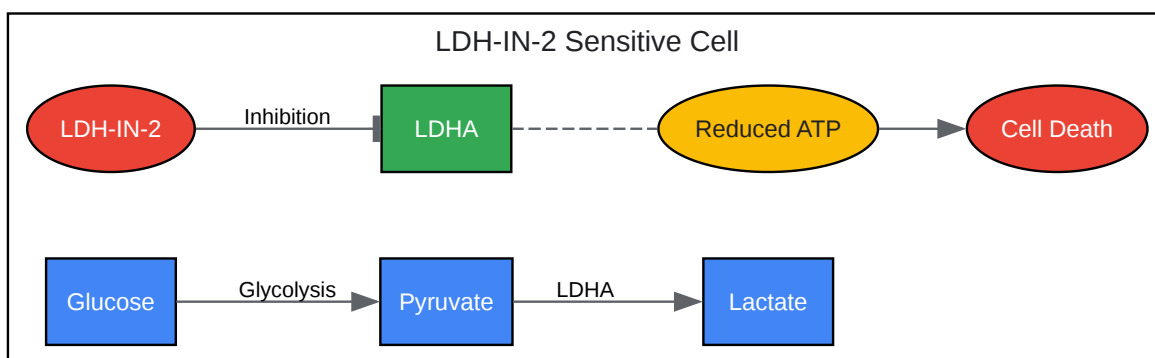 LDH-IN-2 Sensitive Cell
LDH-IN-2
Inhibition
LDHA
Reduced ATP
Cell Death
Glucose
Glycolysis
Pyruvate
LDHA
Lactate